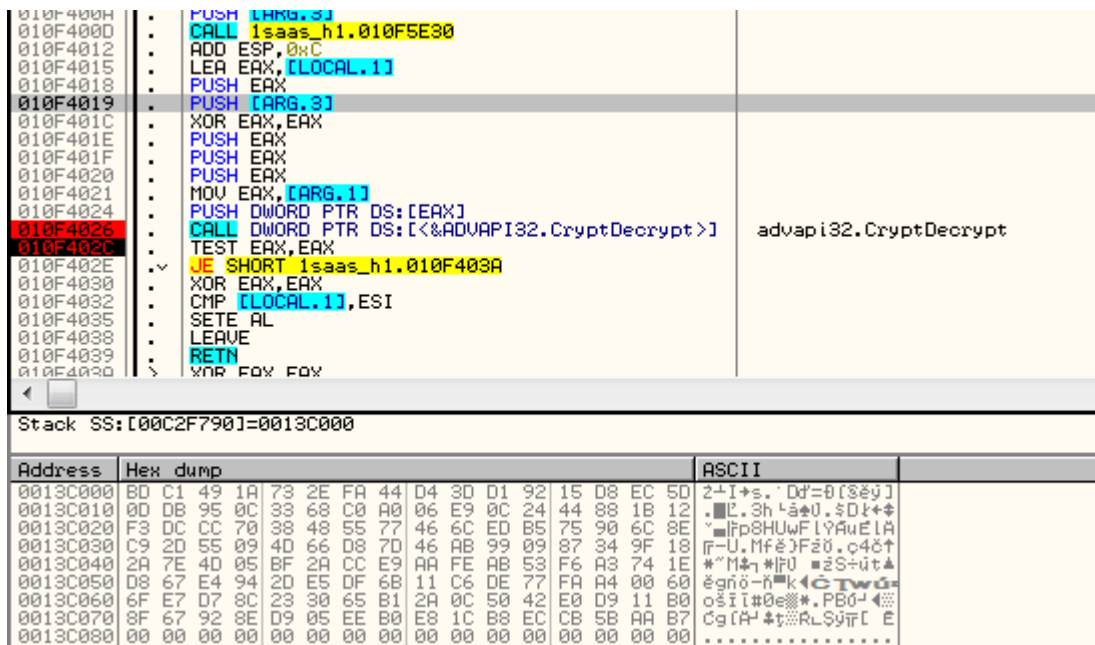 010F400A . PUSH [ARG.3]
010F400D . CALL 1saas_h1.010F5E30
010F4012 . ADD ESP,0xC
010F4015 . LEA EAX,[LOCAL.1]
010F4018 . PUSH EAX
010F4019 . PUSH [ARG.3]
010F401C . XOR EAX,EAX
010F401E . PUSH EAX
010F401F . PUSH EAX
010F4020 . PUSH EAX
010F4021 . MOV EAX,[ARG.1]
010F4024 . PUSH DWORD PTR DS:[EAX]
010F4026 . CALL DWORD PTR DS:[<&ADVAPI32.CryptDecrypt>] advapi32.CryptDecrypt
010F402C . TEST EAX,EAX
010F402E .v JE SHORT 1saas_h1.010F403A
010F4030 . XOR EAX,EAX
010F4032 . CMP [LOCAL.1],ESI
010F4035 . SETE AL
010F4038 . LEAVE
010F4039 . RETN
010F403A > XOR EAX,EAX
Stack SS:[00C2F790]=0013C000
Address Hex dump ASCII
0013C000 BD C1 49 1A 73 2E FA 44 D4 3D D1 92 15 D8 EC 5D
0013C010 0D DB 95 0C 33 68 C0 A0 06 E9 0C 24 44 88 1B 12
0013C020 F3 DC CC 70 38 48 55 77 46 6C ED B5 75 90 6C 8E
0013C030 C9 2D 55 09 4D 66 D8 7D 46 AB 99 09 87 34 9F 18
0013C040 2A 7E 4D 05 BF 2A CC E9 AA FE AB 53 F6 A3 74 1E
0013C050 D8 67 E4 94 2D E5 DF 6B 11 C6 DE 77 FA A4 00 60
0013C060 6F E7 D7 8C 23 30 65 B1 2A 0C 50 42 E0 D9 11 B0
0013C070 8F 67 92 8E D9 05 EE B0 E8 1C B8 EC CB 5B AA B7
0013C080 00 00 00 00 00 00 00 00 00 00 00 00 00 00 00 00 ................